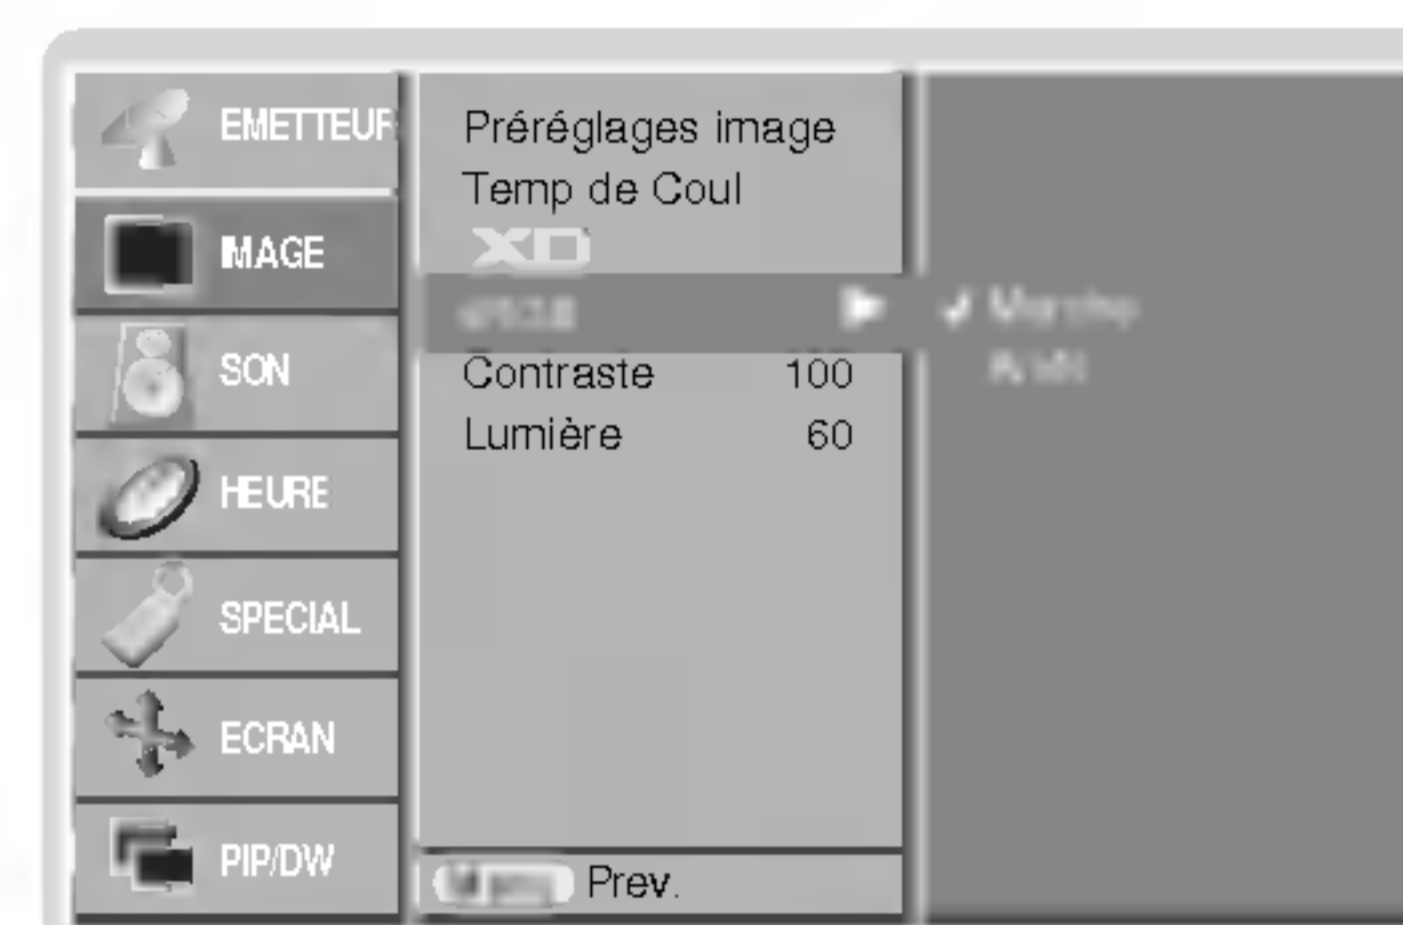 EMETTEUR
IMAGE
SON
HEURE
SPECIAL
ECRAN
PIP/DW
Préréglages image
Temp de Coul
XD
Contraste 100
Lumière 60
Prev.